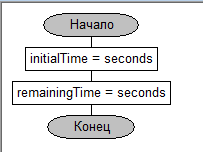 Начало
initialTime = seconds
remainingTime = seconds
Конец